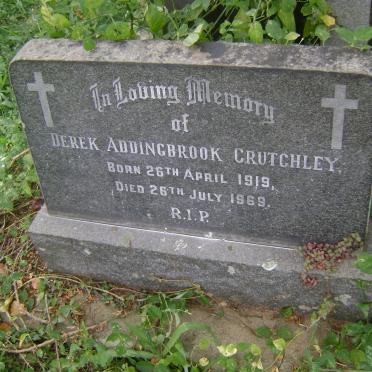 In Loving Memory
of
DEREK ADDINGBROOK CRUTCHLEY,
BORN 26TH APRIL 1919,
DIED 26TH JULY 1969.
R.I.P.